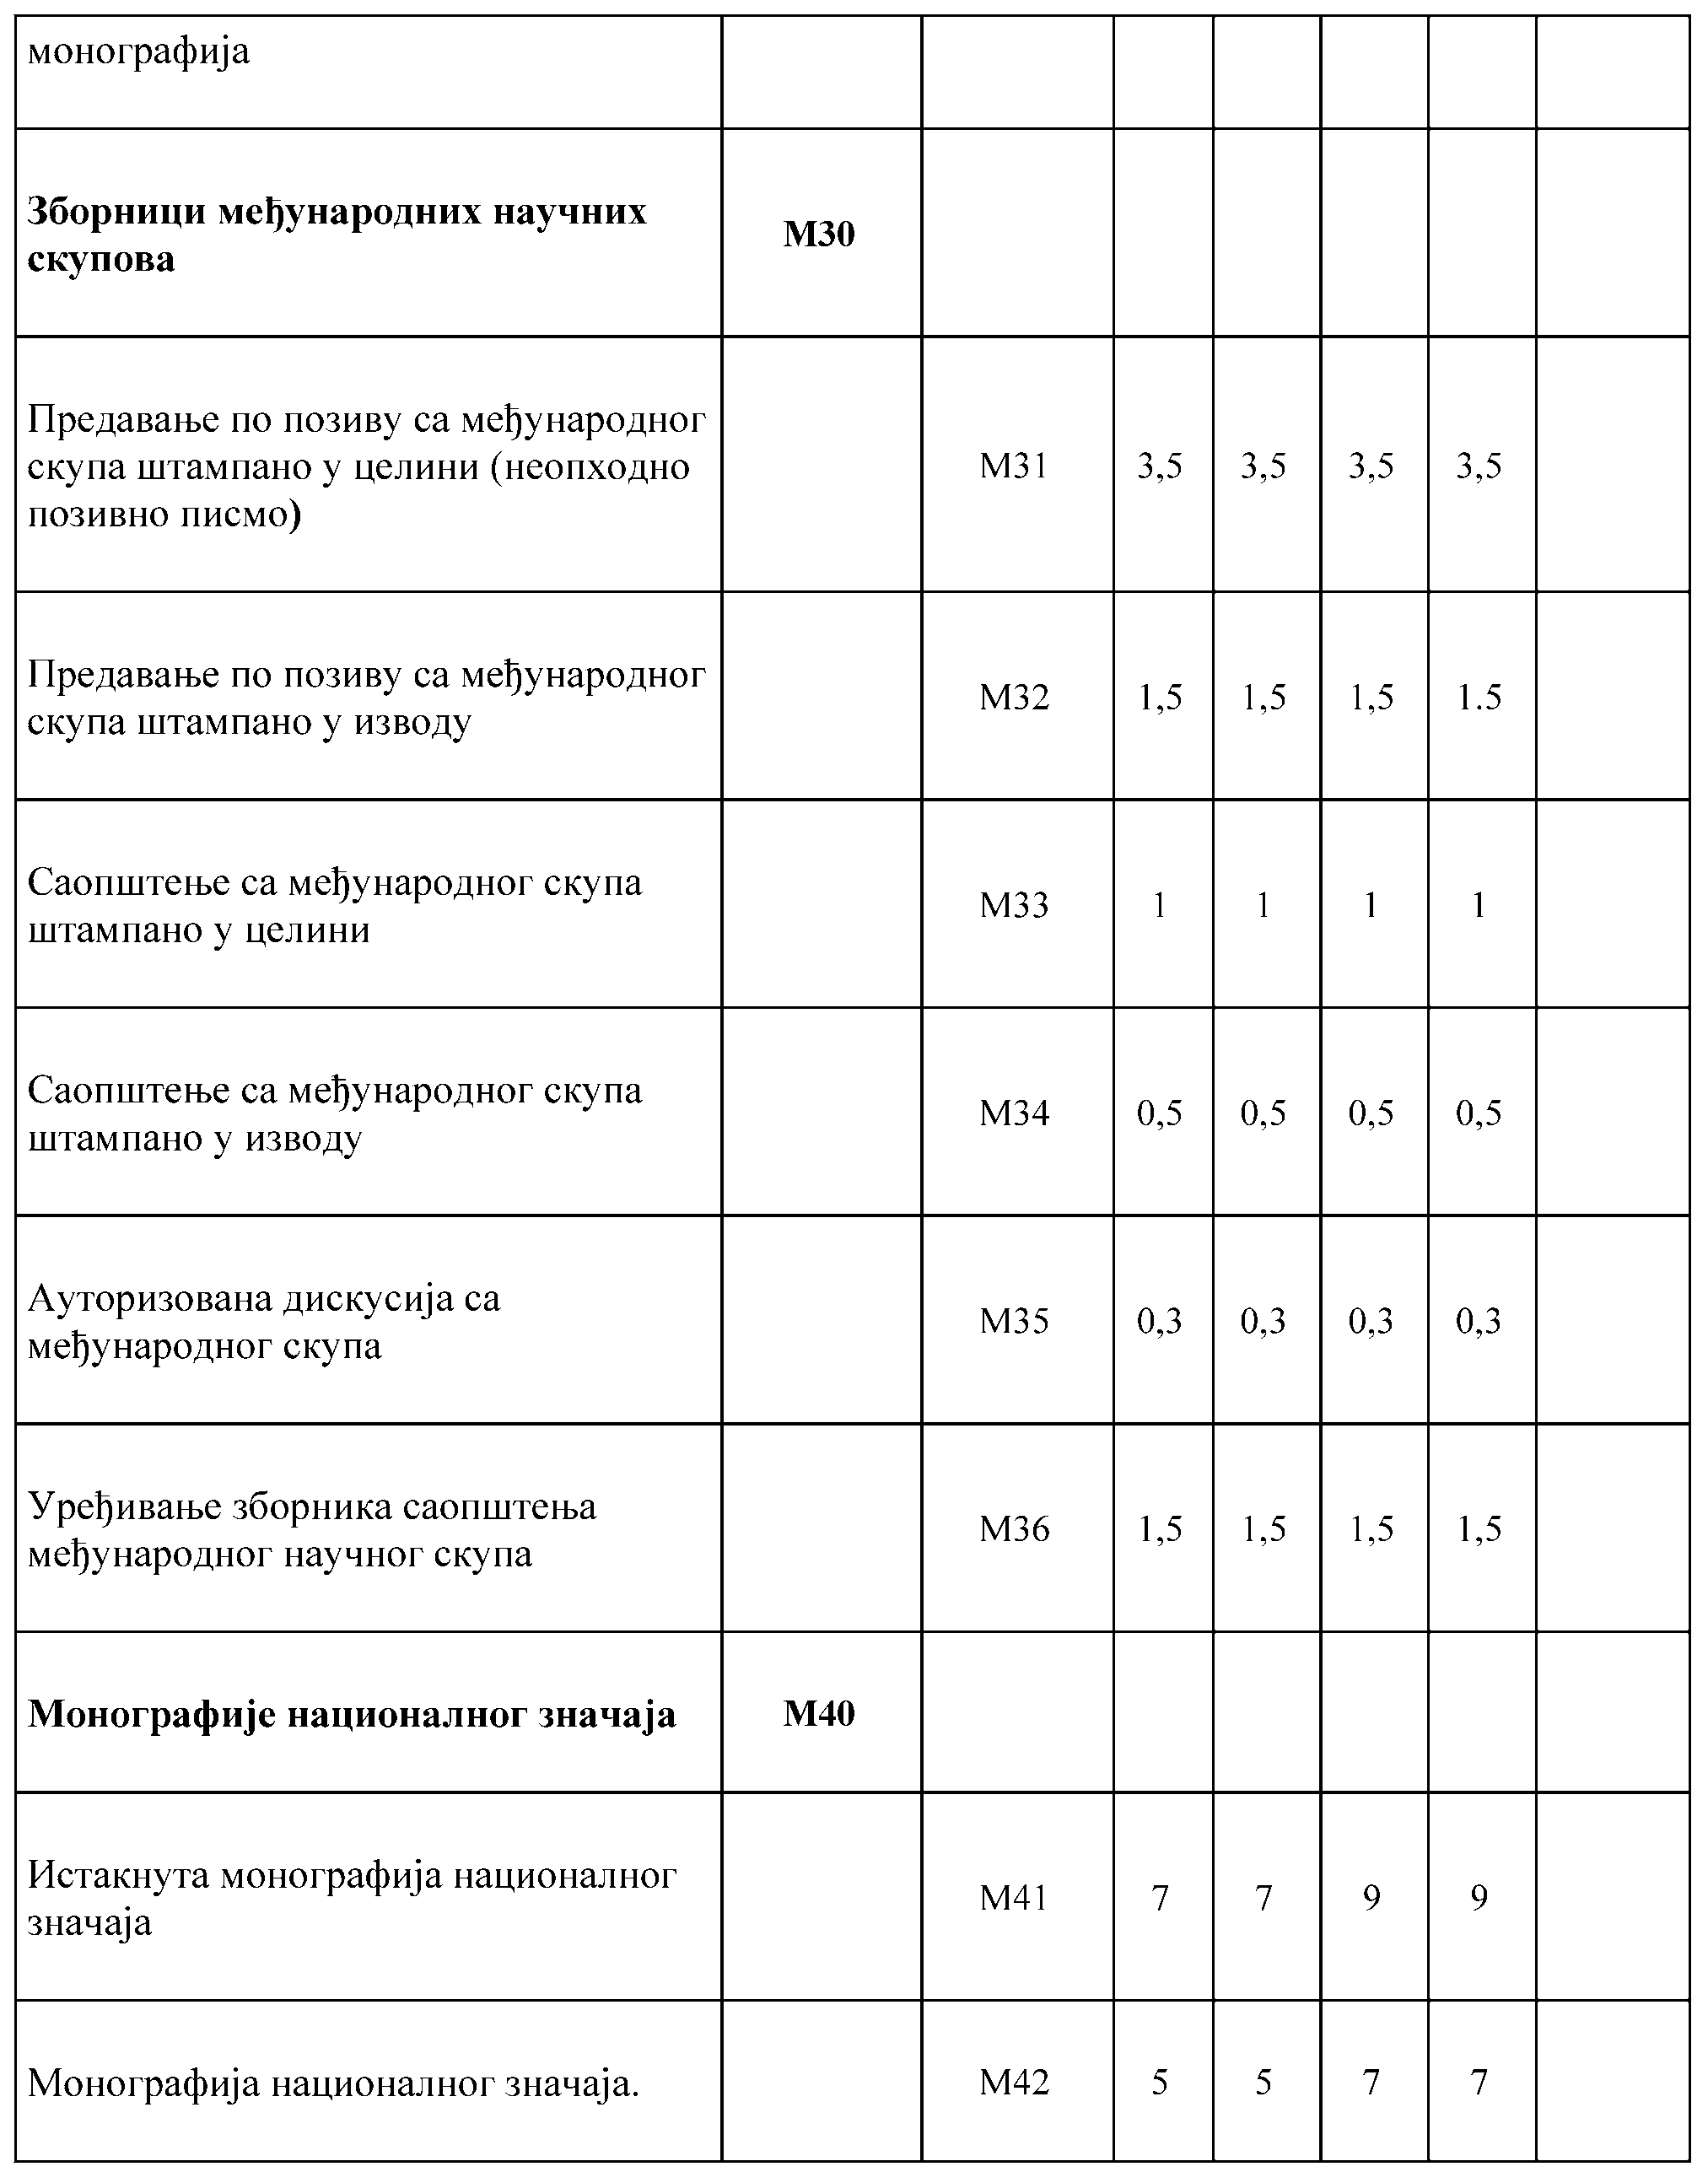 монографија
Зборници међународних научних
скупова
М30
Предавање по позиву са међународног
скупа штампано у целини (неопходно
позивно писмо)
М31 3,5 3,5 3,5 3,5
Предавање по позиву са међународног
скупа штампано у изводу
М32 1,5 1,5 1,5 1.5
Саопштење са међународног скупа
штампано у целини
М33 1 1 1 1
Саопштење са међународног скупа
штампано у изводу
М34 0,5 0,5 0,5 0,5
Ауторизована дискусија са
међународног скупа
М35 0,3 0,3 0,3 0,3
Уређивање зборника саопштења
међународног научног скупа
М36 1,5 1,5 1,5 1,5
Монографије националног значаја М40
Истакнута монографија националног
значаја
М41 7 7 9 9
Монографија националног значаја. М42 5 5 7 7